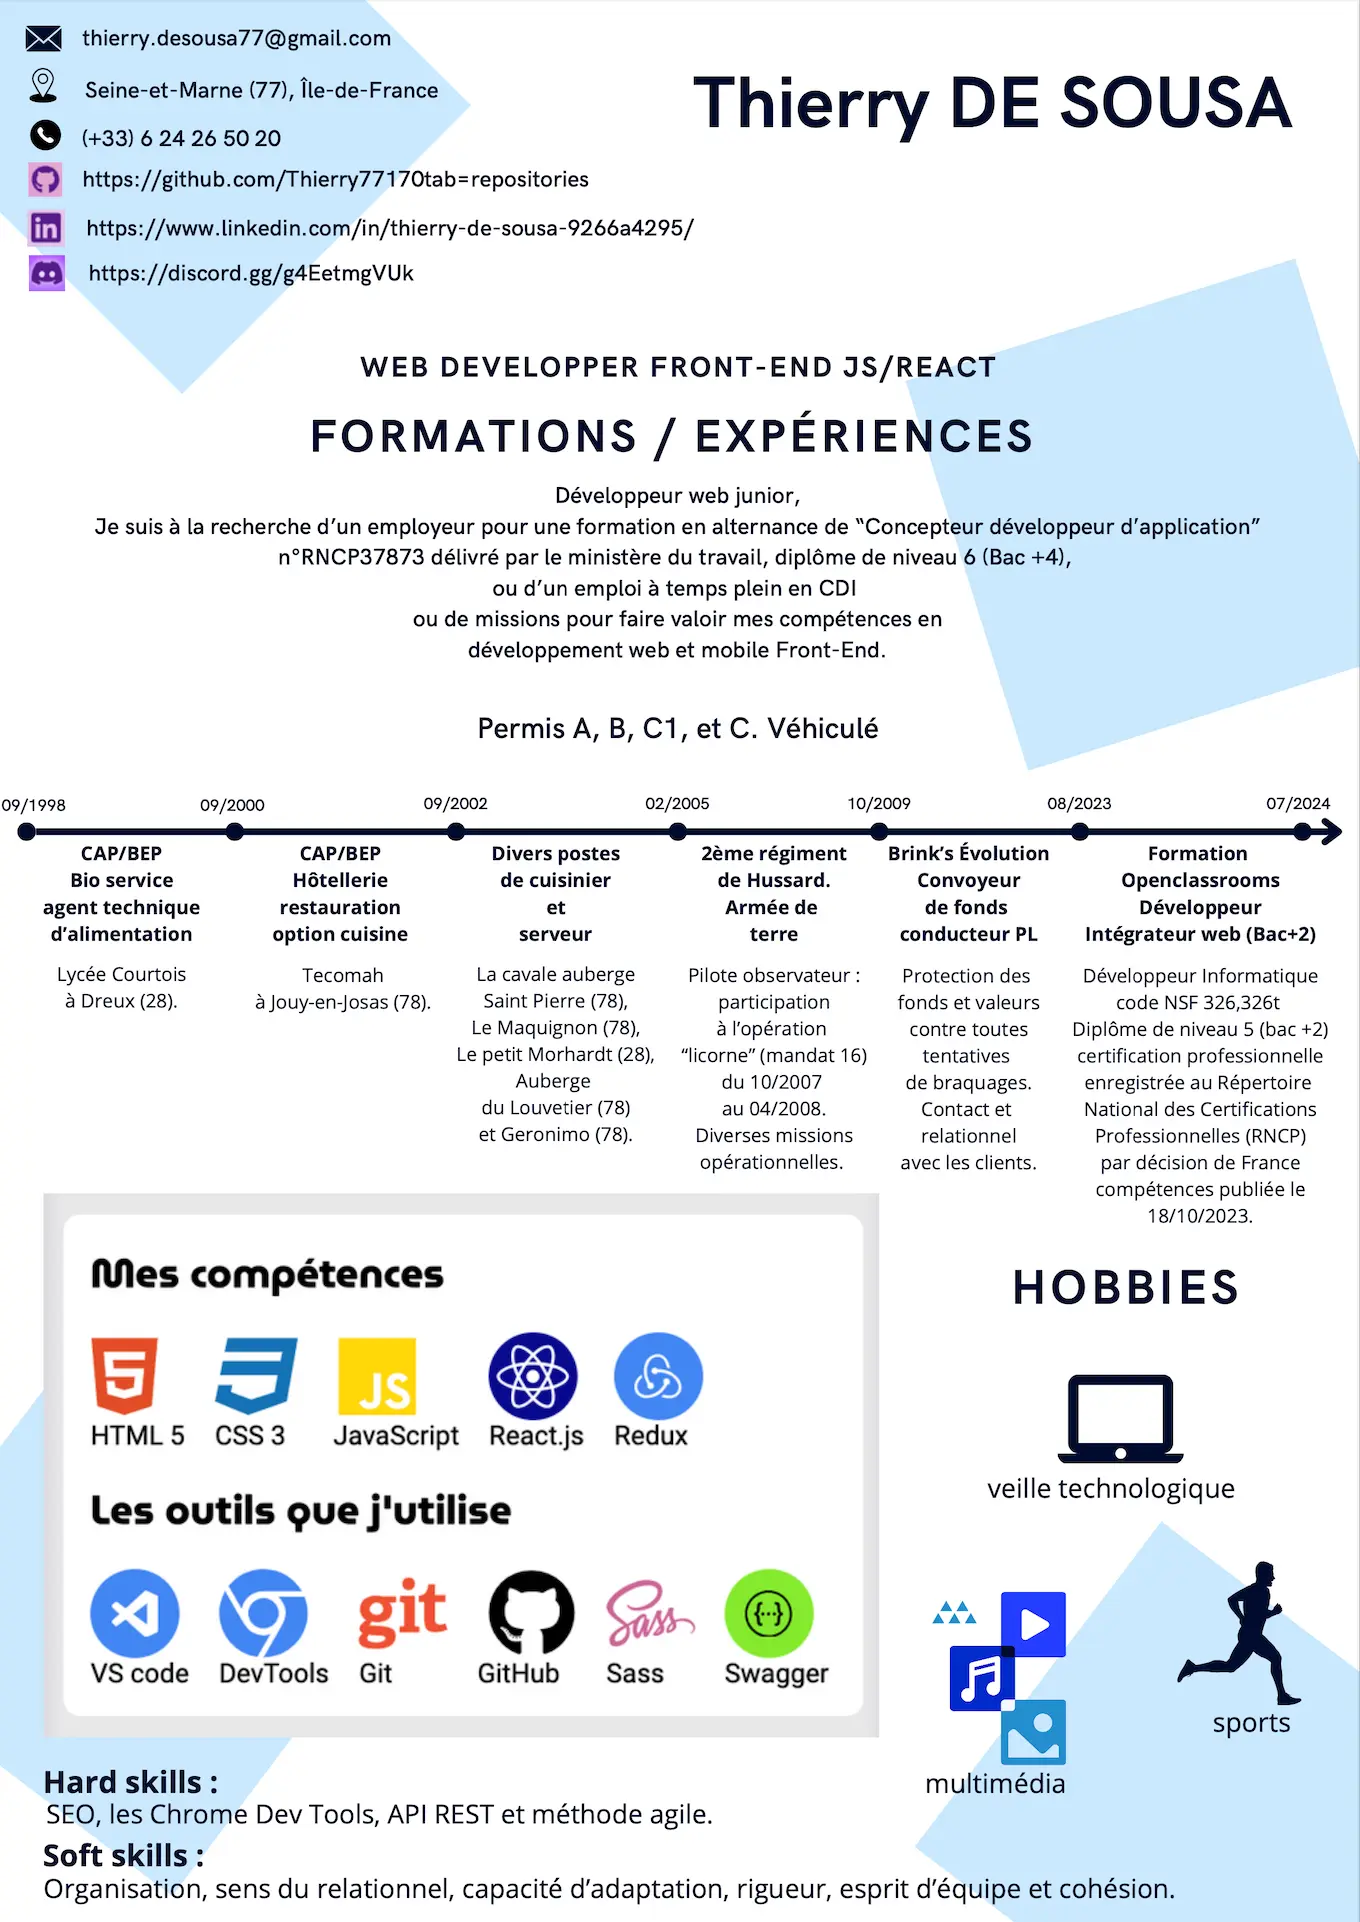 thierry.desousa77@gmail.com
Seine-et-Marne (77), Île-de-France
(+33) 6 24 26 50 20
https://github.com/Thierry77170tab=repositories
https://www.linkedin.com/in/thierry-de-sousa-9266a4295/
https://discord.gg/g4EetmgVUk
Thierry DE SOUSA
WEB DEVELOPPER FRONT-END JS/REACT
FORMATIONS / EXPÉRIENCES
Développeur web junior,
Je suis à la recherche d’un employeur pour une formation en alternance de “Concepteur développeur d’application”
n°RNCP37873 délivré par le ministère du travail, diplôme de niveau 6 (Bac +4),
ou d’un emploi à temps plein en CDI
ou de missions pour faire valoir mes compétences en
développement web et mobile Front-End.
Permis A, B, C1, et C. Véhiculé
09/1998
CAP/BEP
Bio service
agent technique
d’alimentation
Lycée Courtois
à Dreux (28).
09/2000
CAP/BEP
Hôtellerie
restauration
option cuisine
Tecomah
à Jouy-en-Josas (78).
09/2002
Divers postes
de cuisinier
et
serveur
La cavale auberge
Saint Pierre (78),
Le Maquignon (78),
Le petit Morhardt (28),
Auberge
du Louvetier (78)
et Geronimo (78).
02/2005
2ème régiment
de Hussard.
Armée de
terre
Pilote observateur :
participation
à l’opération
“licorne” (mandat 16)
du 10/2007
au 04/2008.
Diverses missions
opérationnelles.
10/2009
Brink’s Évolution
Convoyeur
de fonds
conducteur PL
Protection des
fonds et valeurs
contre toutes
tentatives
de braquages.
Contact et
relationnel
avec les clients.
08/2023
07/2024
Formation
Openclassrooms
Développeur
Intégrateur web (Bac+2)
Développeur Informatique
code NSF 326,326t
Diplôme de niveau 5 (bac +2)
certification professionnelle
enregistrée au Répertoire
National des Certifications
Professionnelles (RNCP)
par décision de France
compétences publiée le
18/10/2023.
Mes compétences
JS
HTML 5 CSS 3 JavaScript React.js Redux
Les outils que j'utilise
git
Sass
VS code DevTools Git GitHub Sass Swagger
HOBBIES
veille technologique
multimédia
sports
Hard skills :
SEO, les Chrome Dev Tools, API REST et méthode agile.
Soft skills :
Organisation, sens du relationnel, capacité d’adaptation, rigueur, esprit d’équipe et cohésion.